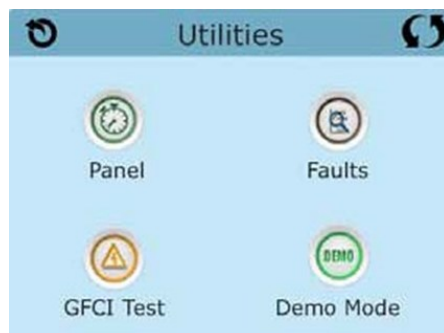 Utilities
Panel
Faults
GFCI Test
DEMO
Demo Mode